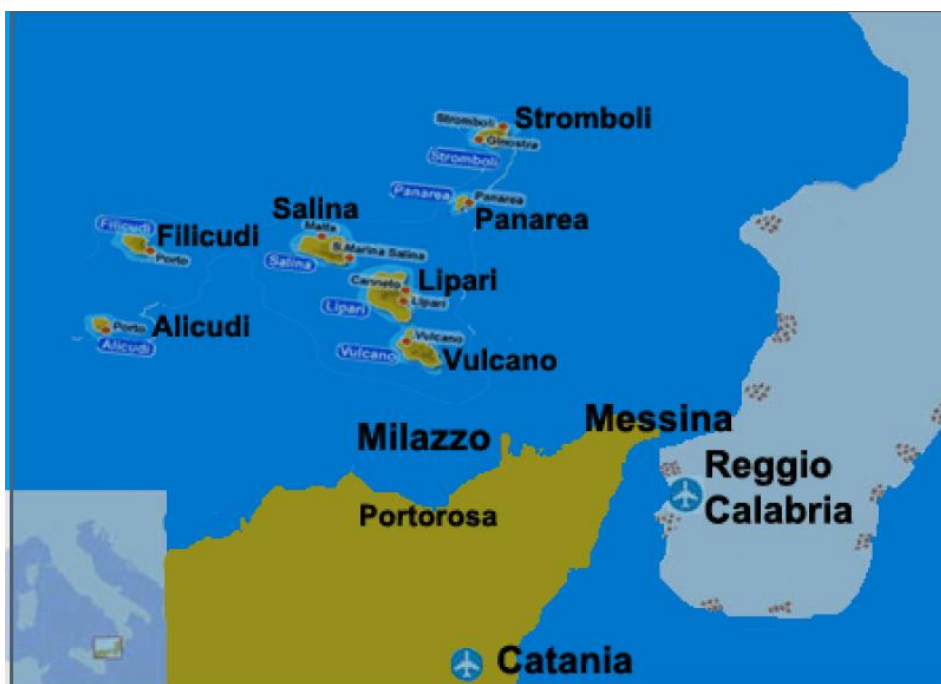 Stromboli
Stromboli
Ginostra
Stromboli
Panarea
Panarea
Panarea
Salina
Malfa
S.Marina Salina
Salina
Filicudi
Filicudi
Porto
Canneto
Lipari
Lipari
Lipari
Porto
Alicudi
Alicudi
Vulcano
Vulcano
Vulcano
Milazzo
Messina
Reggio
Calabria
Portorosa
Catania